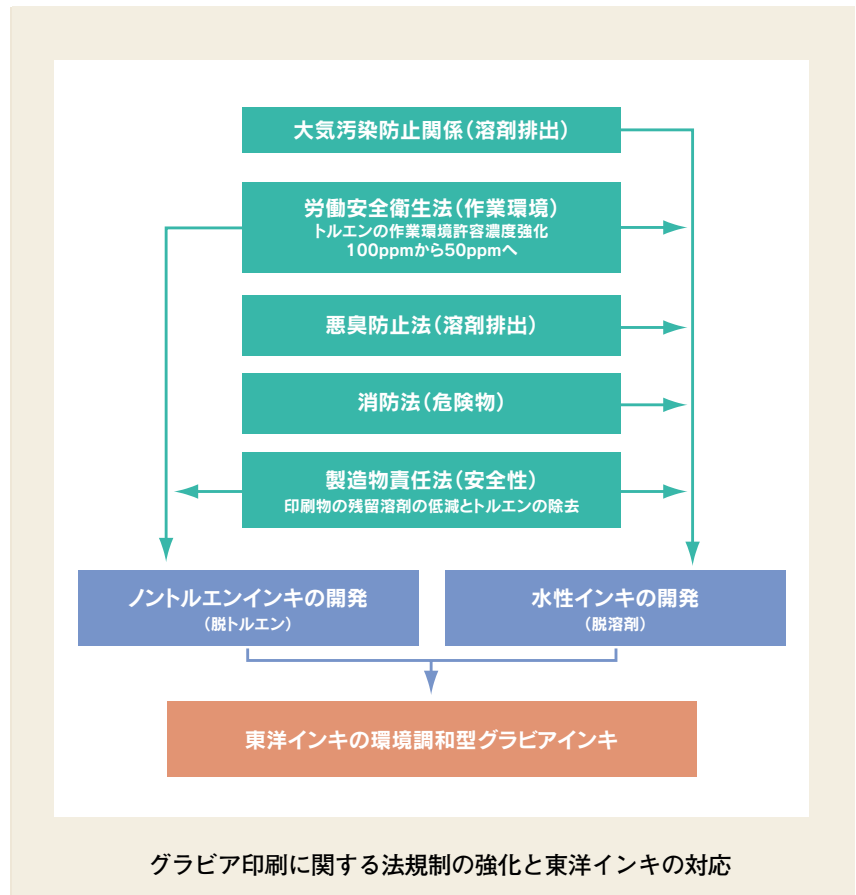 大気汚染防止関係（溶剤排出）
労働安全衛生法（作業環境）
トルエンの作業環境許容濃度強化
100ppmから50ppmへ
悪臭防止法（溶剤排出）
消防法（危険物）
製造物責任法（安全性）
印刷物の残留溶剤の低減とトルエンの除去
ノントルエンインキの開発
（脱トルエン）
水性インキの開発
（脱溶剤）
東洋インキの環境調和型グラビアインキ
グラビア印刷に関する法規制の強化と東洋インキの対応